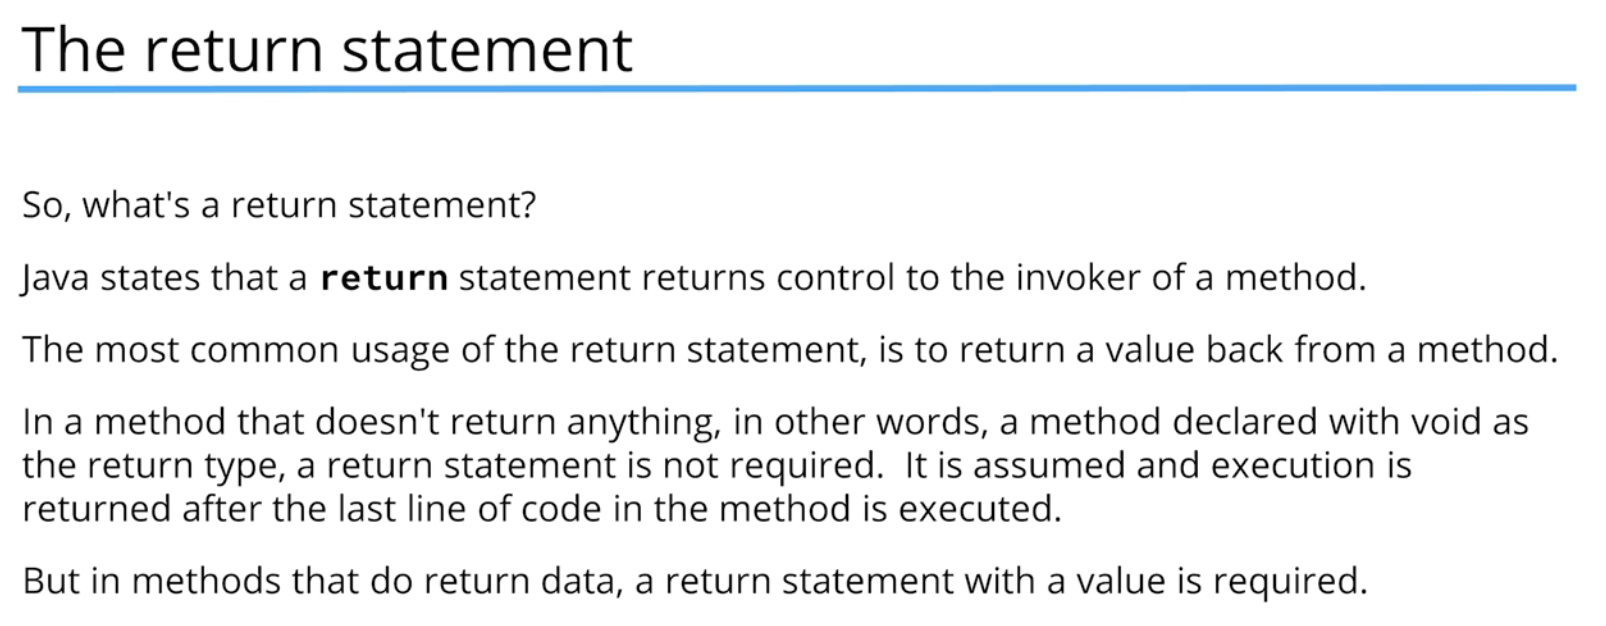 The return statement
So, what's a return statement?
Java states that a return statement returns control to the invoker of a method.
The most common usage of the return statement, is to return a value back from a method.
In a method that doesn't return anything, in other words, a method declared with void as
the return type, a return statement is not required.  It is assumed and execution is
returned after the last line of code in the method is executed.
But in methods that do return data, a return statement with a value is required.